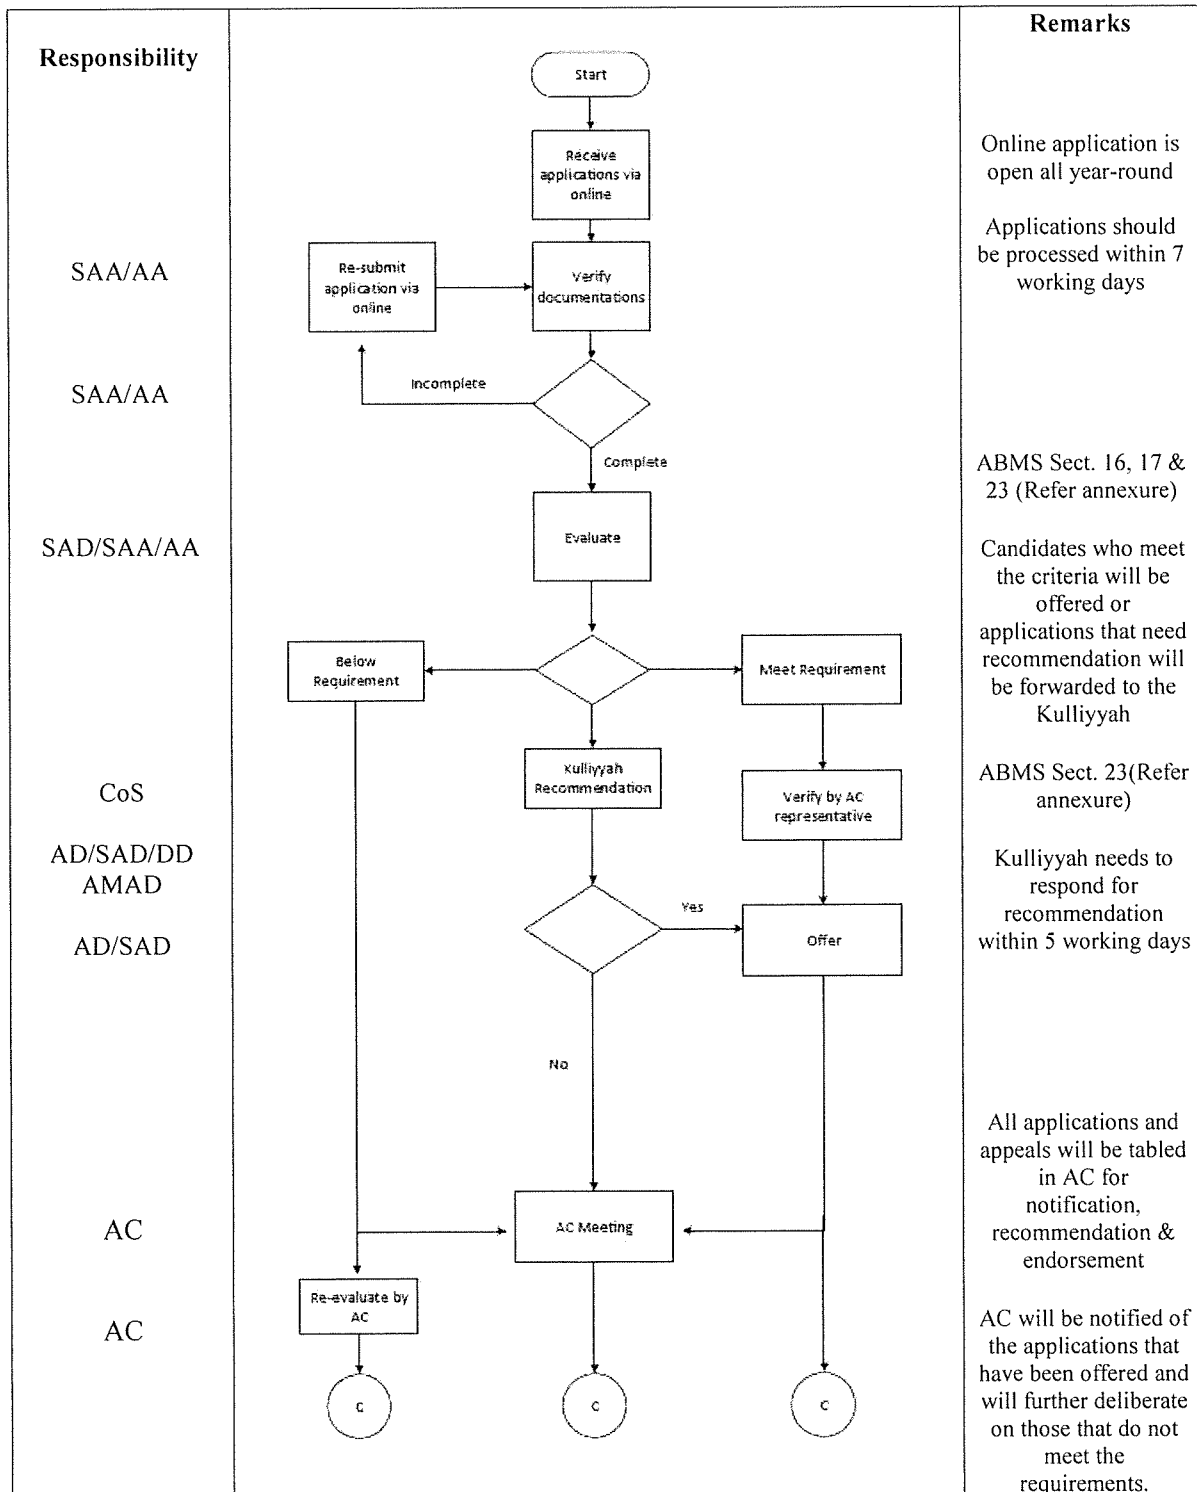 Responsibility
SAA/AA
SAA/AA
SAD/SAA/AA
CoS
AD/SAD/DD
AMAD
AD/SAD
AC
AC
Start
Receive
applications via
online
Re-submit
application via
online
Verify
documentations
Incomplete
Complete
Evaluate
Below
Requirement
Meet Requirement
Kulliyyah
Recommendation
Verify by AC
representative
Yes
Offer
No
AC Meeting
Re-evaluate by
AC
C
C
C
Remarks
Online application is
open all year-round
Applications should
be processed within 7
working days
ABMS Sect. 16, 17 &
23 (Refer annexure)
Candidates who meet
the criteria will be
offered or
applications that need
recommendation will
be forwarded to the
Kulliyyah
ABMS Sect. 23(Refer
annexure)
Kulliyyah needs to
respond for
recommendation
within 5 working days
All applications and
appeals will be tabled
in AC for
notification,
recommendation &
endorsement
AC will be notified of
the applications that
have been offered and
will further deliberate
on those that do not
meet the
requirements.